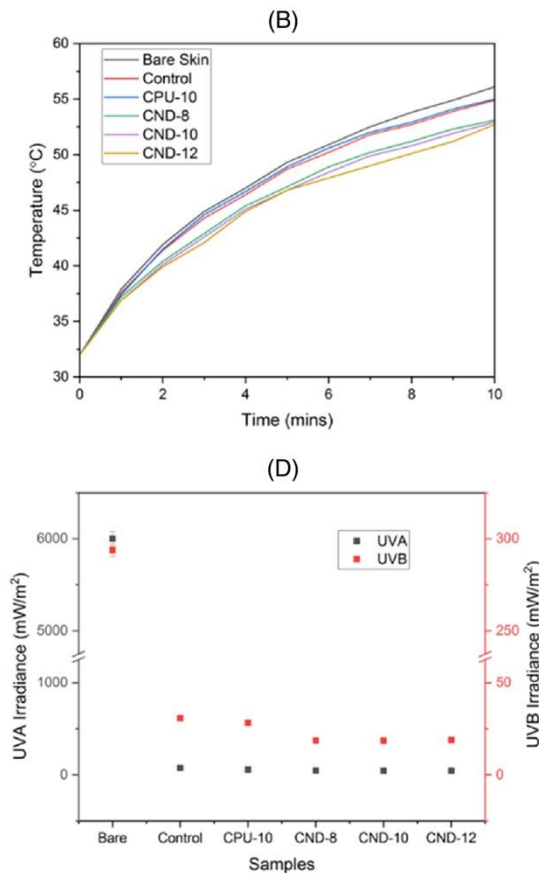 (B)
60
55
50
45
40
35
30
Temperature (°C)
Bare Skin
Control
CPU-10
CND-8
CND-10
CND-12
0 2 4 6 8 10
Time (mins)
(D)
6000
5000
1000
0
UVA Irradiance (mW/m²)
UVA
UVB
300
250
50
0
UVB Irradiance (mW/m²)
Bare Control CPU-10 CND-8 CND-10 CND-12
Samples